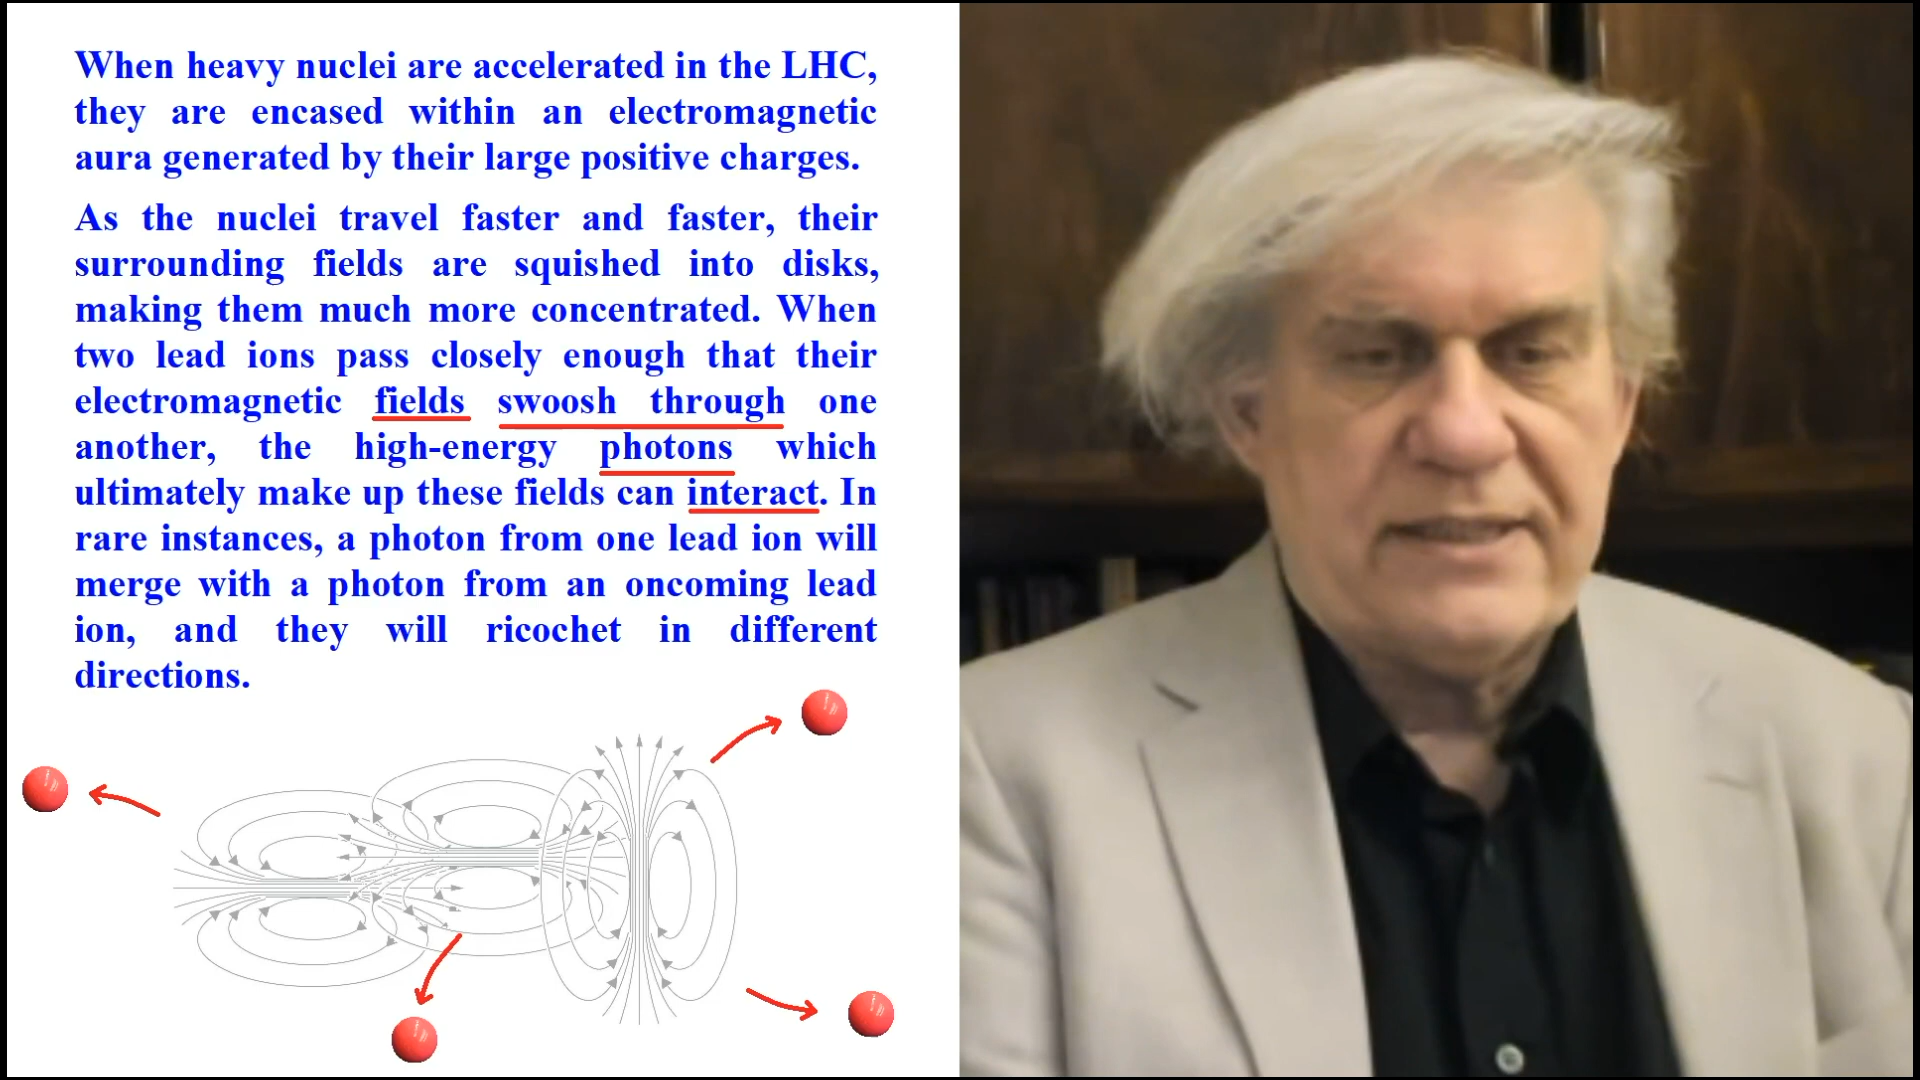 When heavy nuclei are accelerated in the LHC,
they are encased within an electromagnetic
aura generated by their large positive charges.
As the nuclei travel faster and faster, their
surrounding fields are squished into disks,
making them much more concentrated. When
two lead ions pass closely enough that their
electromagnetic fields swoosh through one
another, the high-energy photons which
ultimately make up these fields can interact. In
rare instances, a photon from one lead ion will
merge with a photon from an oncoming lead
ion, and they will ricochet in different
directions.